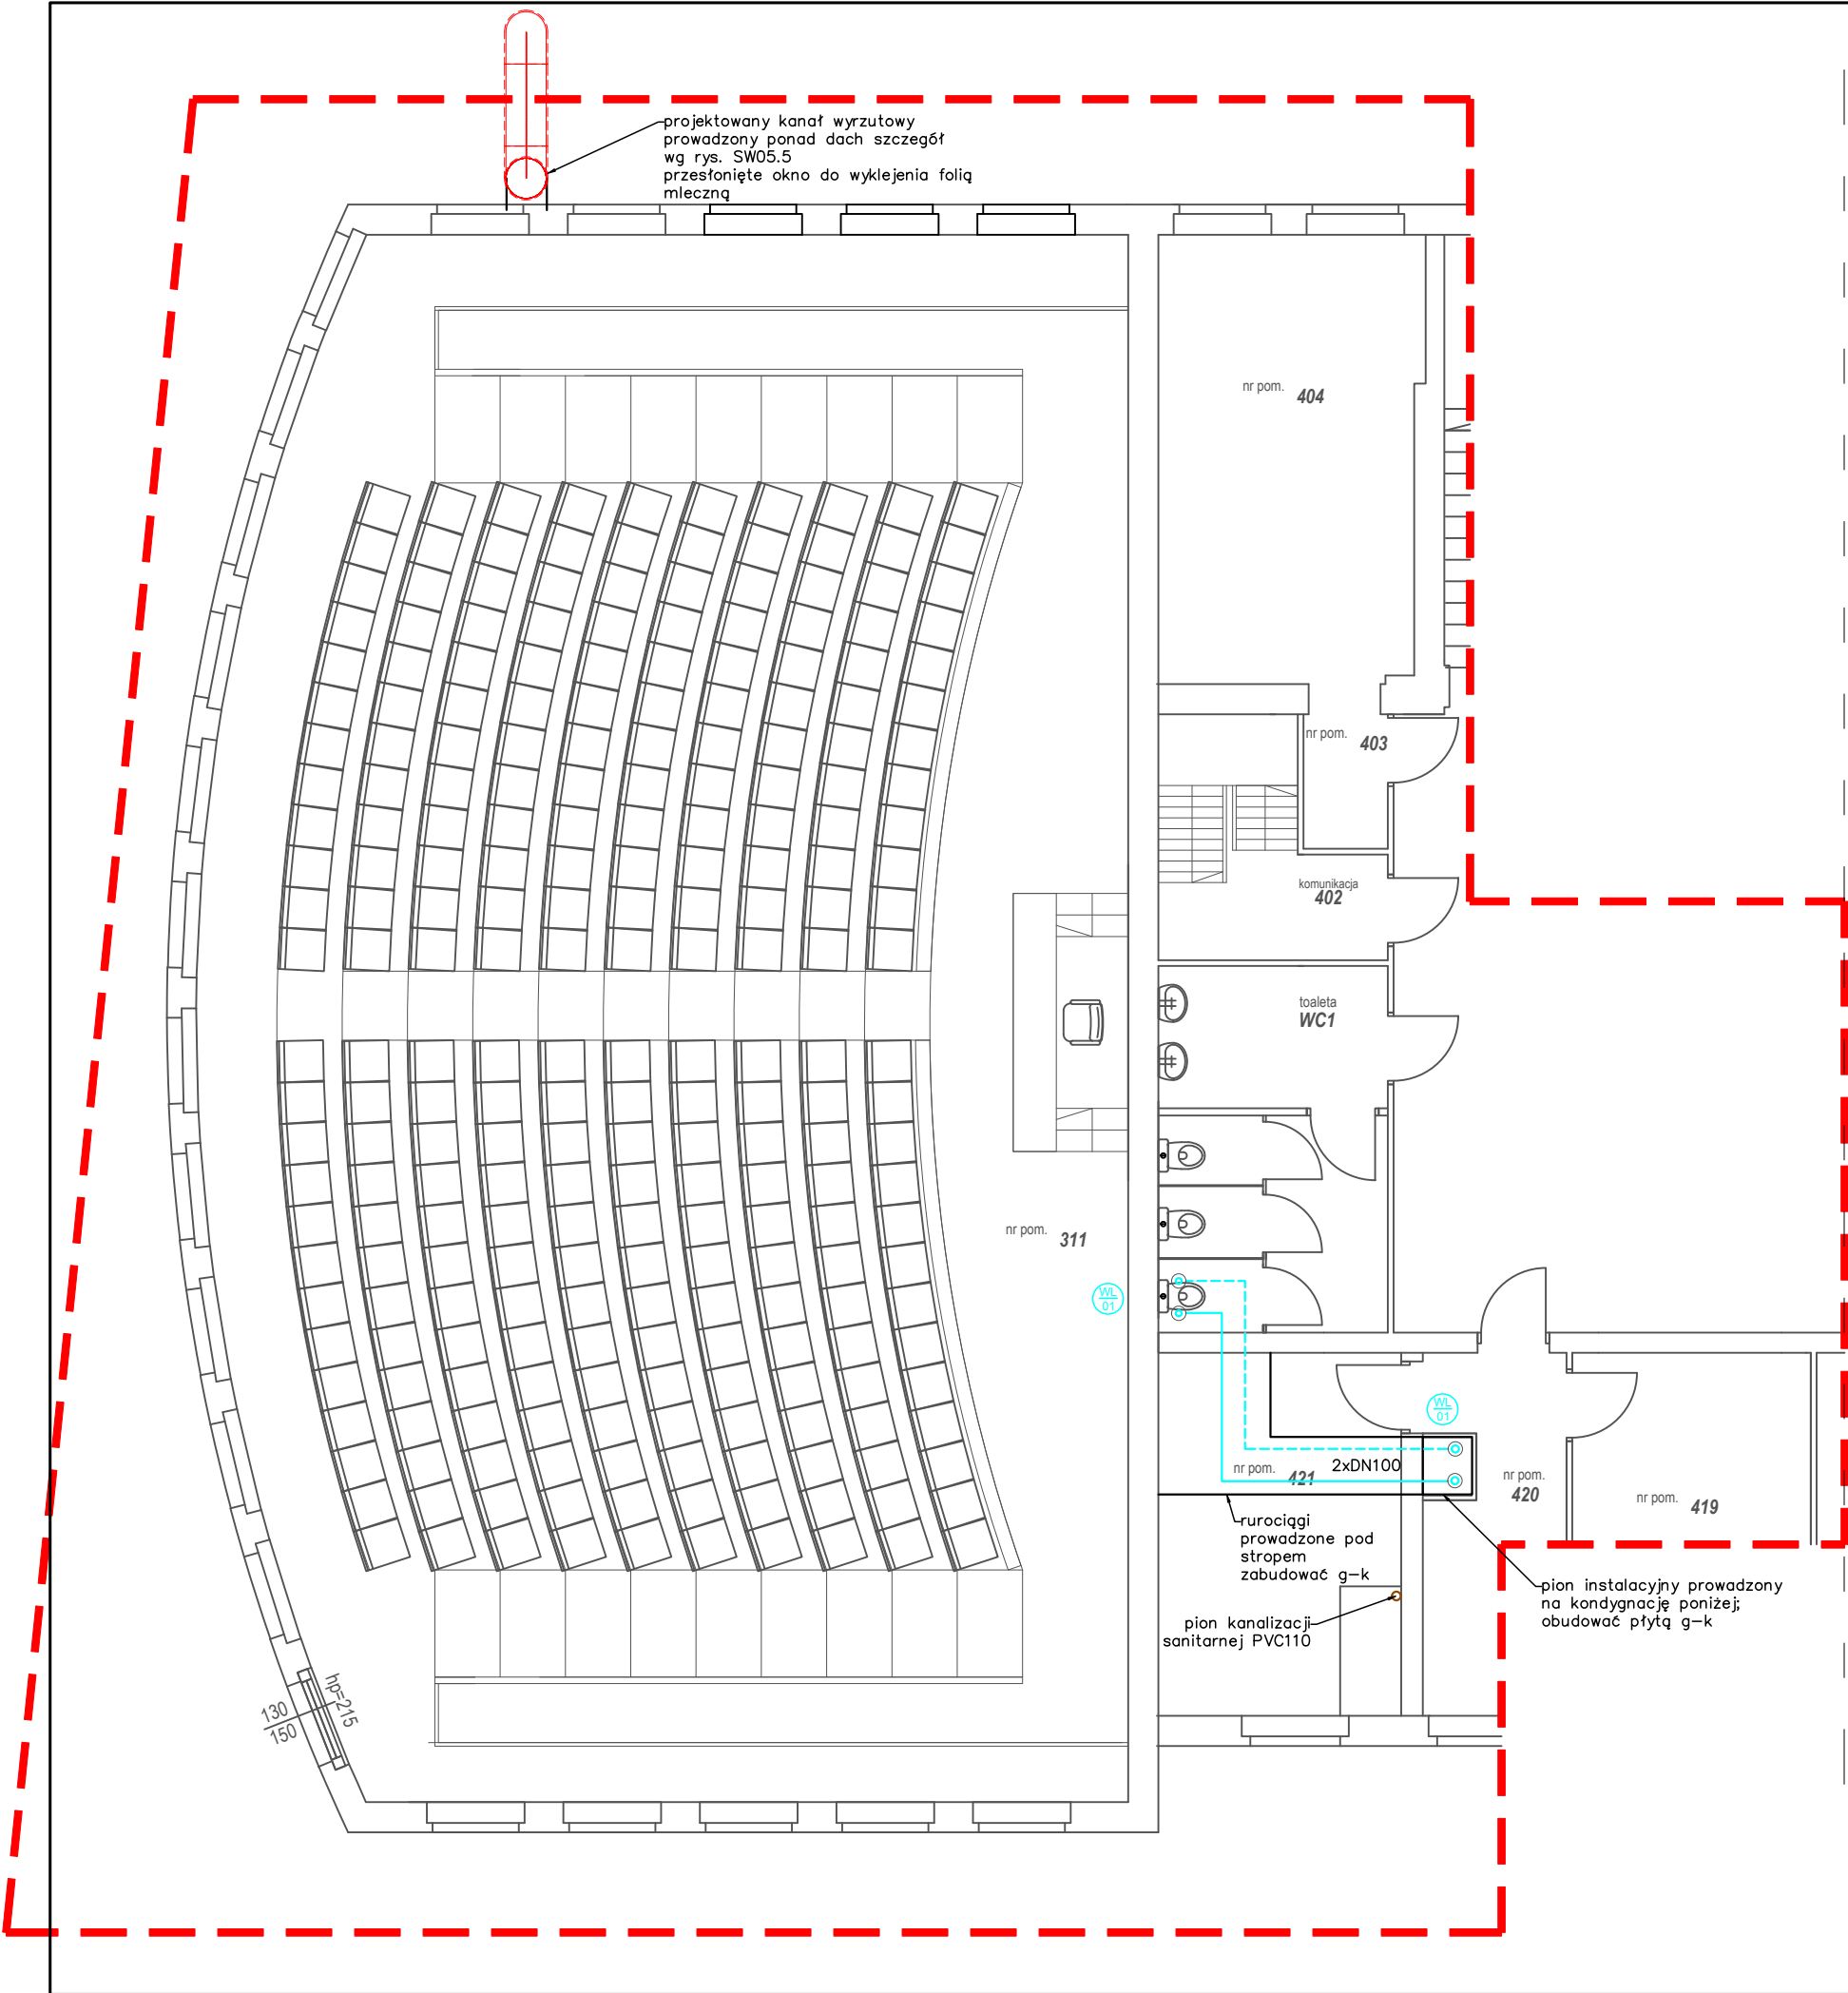 projektowany kanał wyrzutowy
prowadzony ponad dach szczegół
wg rys. SW05.5
przesłonięte okno do wyklejenia folią
mleczną
nr pom. 404
nr pom. 403
komunikacja
402
toaleta
WC1
nr pom. 311
WL
01
WL
01
2xDN100
nr pom. 421
nr pom.
420
nr pom. 419
rurociągi
prowadzone pod
stropem
zabudować g-k
pion instalacyjny prowadzony
na kondygnację poniżej;
obudować płytą g-k
pion kanalizacji
sanitarnej PVC110
hp=215
130
150